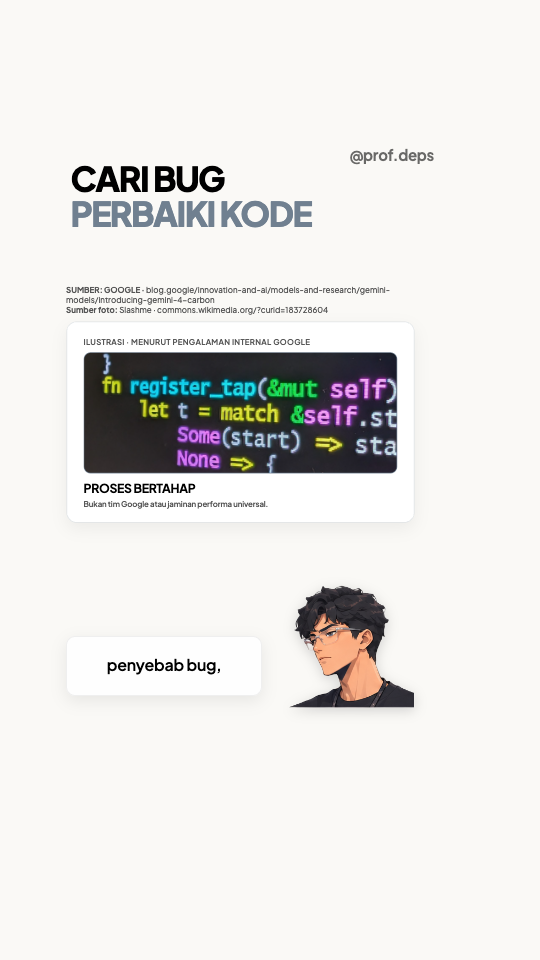 @prof.deps
CARI BUG
PERBAIKI KODE
SUMBER: GOOGLE · blog.google/innovation-and-ai/models-and-research/gemini-
models/introducing-gemini-4-carbon
Sumber foto: Slashme · commons.wikimedia.org/?curid=183728604
ILUSTRASI · MENURUT PENGALAMAN INTERNAL GOOGLE
}
fn register_tap(&mut self)
let t = match &self.st
Some(start) => sta
None => {
PROSES BERTAHAP
Bukan tim Google atau jaminan performa universal.
penyebab bug,